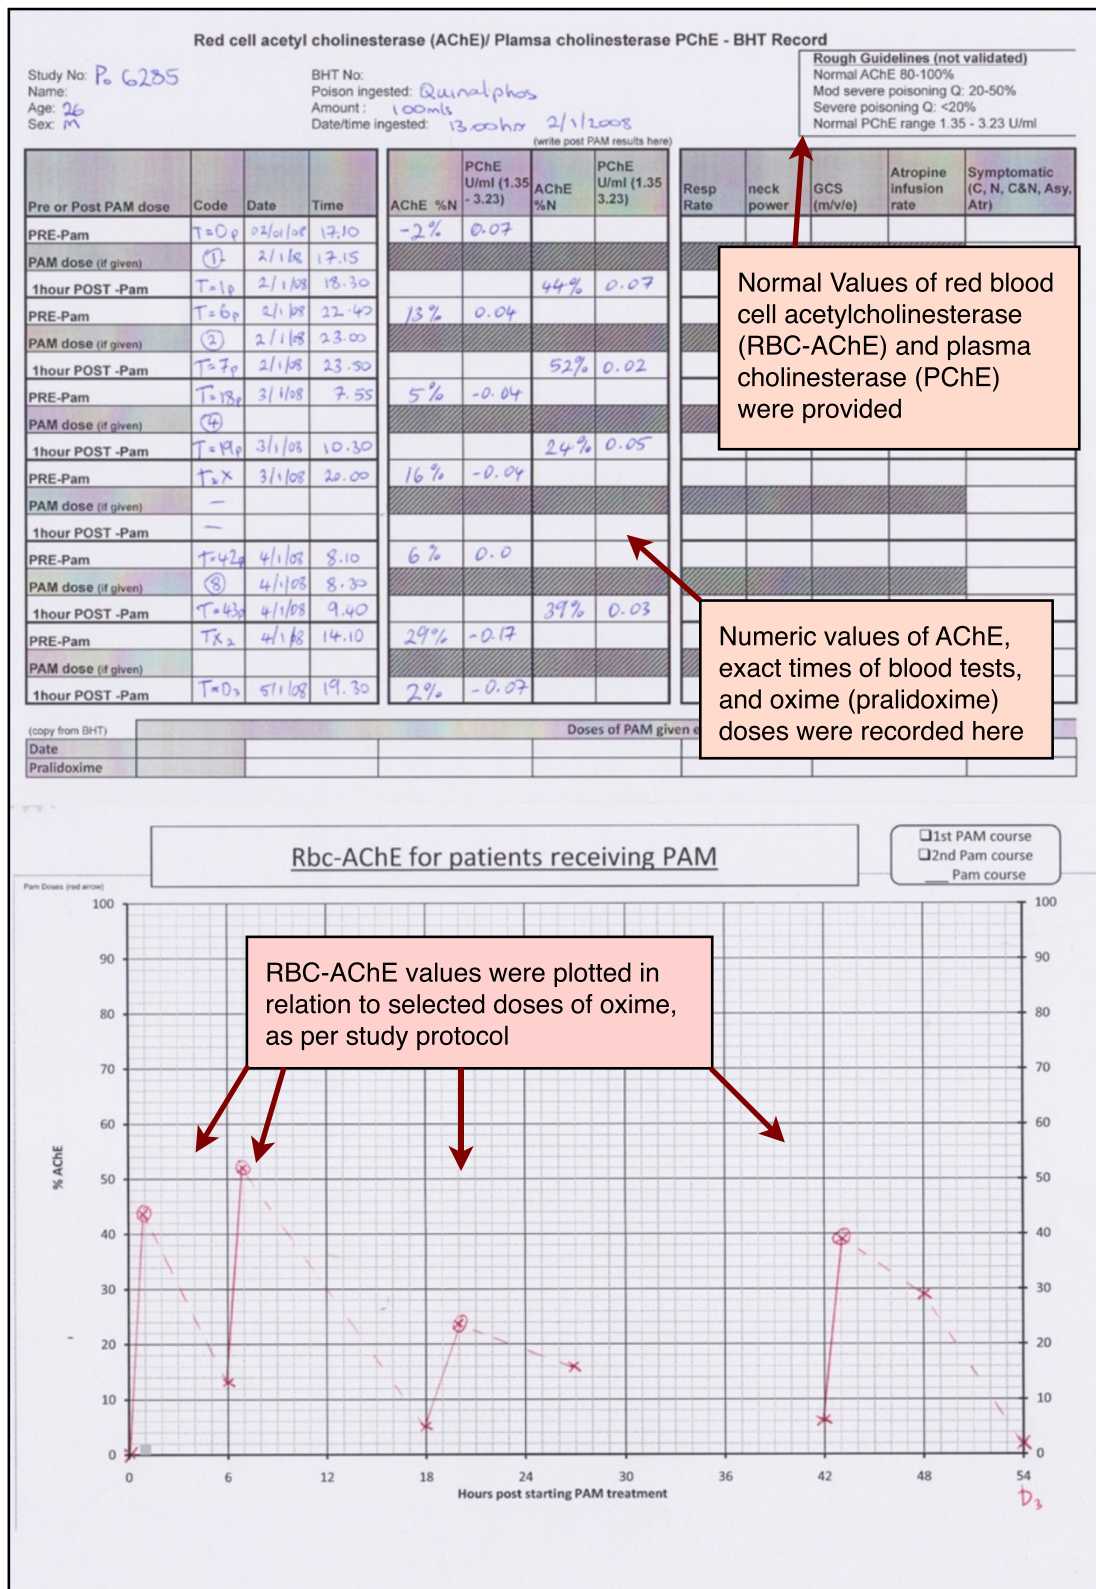 Red cell acetyl cholinesterase (AChE)/ Plamsa cholinesterase PChE - BHT Record
Study No: Po 6285
Name:
Age: 26
Sex: M
BHT No:
Poison ingested: Quinalphos
Amount : 100mls
Date/time ingested: 13.00hr 2/1/2008
Rough Guidelines (not validated)
Normal AChE 80-100%
Mod severe poisoning Q: 20-50%
Severe poisoning Q: <20%
Normal PChE range 1.35 - 3.23 U/ml
(write post PAM results here)
Pre or Post PAM dose Code Date Time AChE %N PChE U/ml (1.35 - 3.23) AChE %N PChE U/ml (1.35 3.23) Resp Rate neck power GCS (m/v/e) Atropine infusion rate Symptomatic (C, N, C&N, Asy, Atr)
PRE-Pam T=0p 02/01/08 17.10 -2% 0.07
PAM dose (if given) 1 2/1/8 17.15
1hour POST -Pam T=1p 2/1/08 18.30 44% 0.07
PRE-Pam T=6p 2/1/08 22.40 13% 0.04
PAM dose (if given) 2 2/1/08 23.00
1hour POST -Pam T=7p 2/1/08 23.50 52% 0.02
PRE-Pam T=18p 3/1/08 7.55 5% -0.04
PAM dose (if given) 4
1hour POST -Pam T=19p 3/1/08 10.30 24% 0.05
PRE-Pam TxX 3/1/08 20.00 16% -0.04
PAM dose (if given) —
1hour POST -Pam —
PRE-Pam T=42p 4/1/08 8.10 6% 0.0
PAM dose (if given) 8 4/1/08 8.30
1hour POST -Pam T=43p 4/1/08 9.40 39% 0.03
PRE-Pam Tx2 4/1/08 14.10 29% -0.17
PAM dose (if given)
1hour POST -Pam T=D3 5/1/08 19.30 2% -0.07
Normal Values of red blood
cell acetylcholinesterase
(RBC-AChE) and plasma
cholinesterase (PChE)
were provided
Numeric values of AChE,
exact times of blood tests,
and oxime (pralidoxime)
doses were recorded here
(copy from BHT) Doses of PAM given
Date
Pralidoxime
Rbc-AChE for patients receiving PAM
1st PAM course
2nd Pam course
___ Pam course
Pam Doses (red arrow)
RBC-AChE values were plotted in
relation to selected doses of oxime,
as per study protocol
100 100
90 90
80 80
70 70
60 60
50 50
40 40
30 30
20 20
10 10
0 0
% AChE
0 6 12 18 24 30 36 42 48 54
Hours post starting PAM treatment
D3